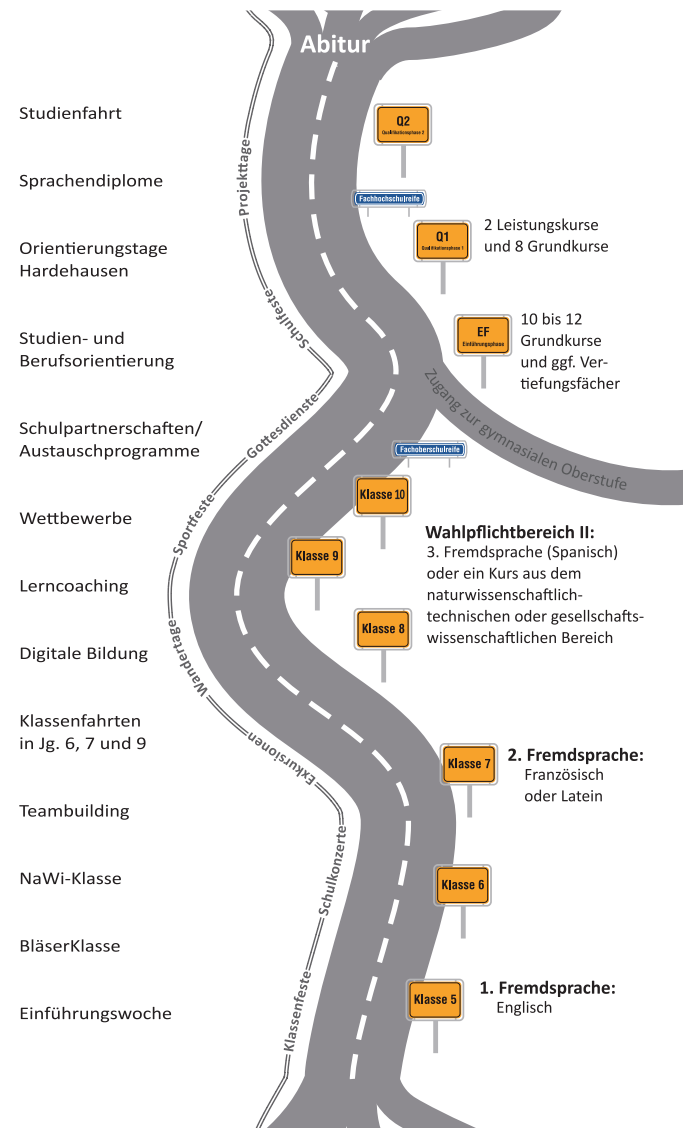 Abitur
Studienfahrt
Q2
Qualifikationsphase 2
Projekttage
Sprachendiplome
Fachhochschulreife
Q1
Qualifikationsphase 1
2 Leistungskurse
und 8 Grundkurse
Orientierungstage
Hardehausen
Schulfeste
EF
Einführungsphase
10 bis 12
Grundkurse
und ggf. Ver-
tiefungsfächer
Studien- und
Berufsorientierung
Zugang zur gymnasialen Oberstufe
Gottesdienste
Schulpartnerschaften/
Austauschprogramme
Fachoberschulreife
Klasse 10
Sportfeste
Wettbewerbe
Klasse 9
Wahlpflichtbereich II:
3. Fremdsprache (Spanisch)
oder ein Kurs aus dem
naturwissenschaftlich-
technischen oder gesellschafts-
wissenschaftlichen Bereich
Lerncoaching
Klasse 8
Wandertage
Digitale Bildung
Klassenfahrten
in Jg. 6, 7 und 9
Exkursionen
Klasse 7
2. Fremdsprache:
Französisch
oder Latein
Teambuilding
Schulkonzerte
NaWi-Klasse
Klasse 6
BläserKlasse
Klassenfeste
Klasse 5
1. Fremdsprache:
Englisch
Einführungswoche